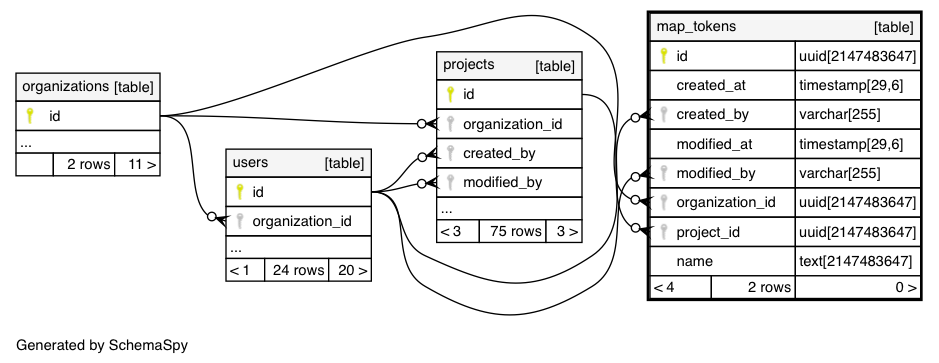 organizations [table]
id
...
2 rows 11 >
users [table]
id
organization_id
...
< 1 24 rows 20 >
projects [table]
id
organization_id
created_by
modified_by
...
< 3 75 rows 3 >
map_tokens [table]
id uuid[2147483647]
created_at timestamp[29,6]
created_by varchar[255]
modified_at timestamp[29,6]
modified_by varchar[255]
organization_id uuid[2147483647]
project_id uuid[2147483647]
name text[2147483647]
< 4 2 rows 0 >
Generated by SchemaSpy